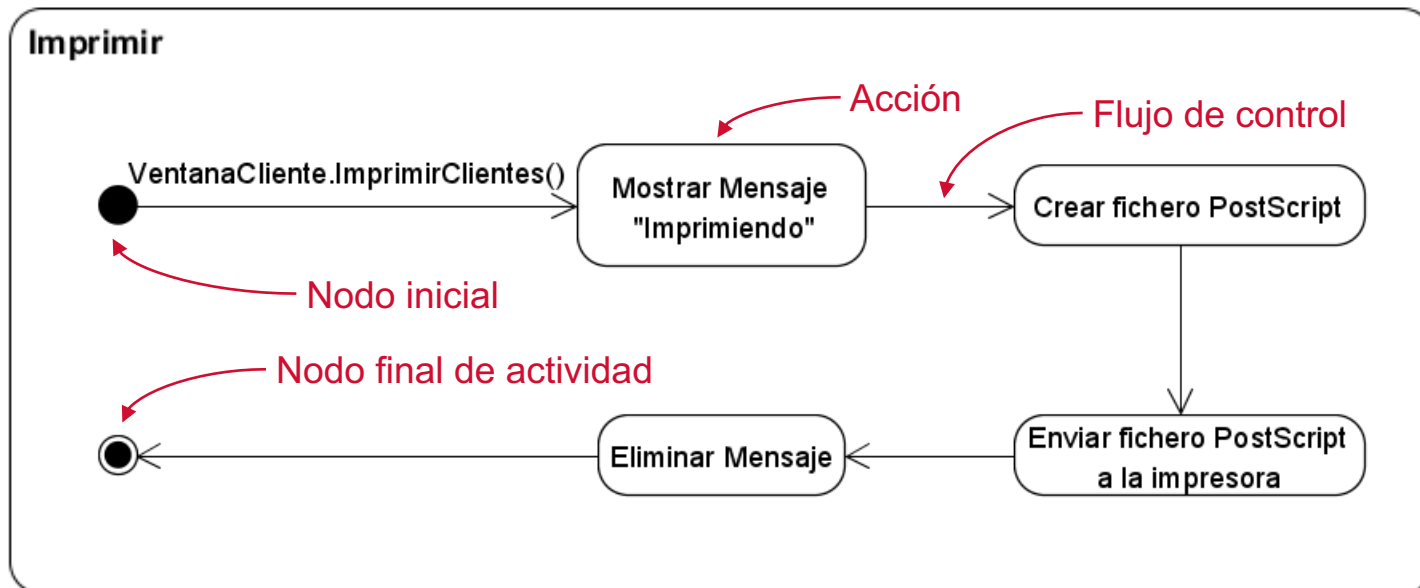 Imprimir
Acción
Flujo de control
VentanaCliente.ImprimirClientes()
Mostrar Mensaje
"Imprimiendo"
Crear fichero PostScript
Nodo inicial
Nodo final de actividad
Eliminar Mensaje
Enviar fichero PostScript
a la impresora